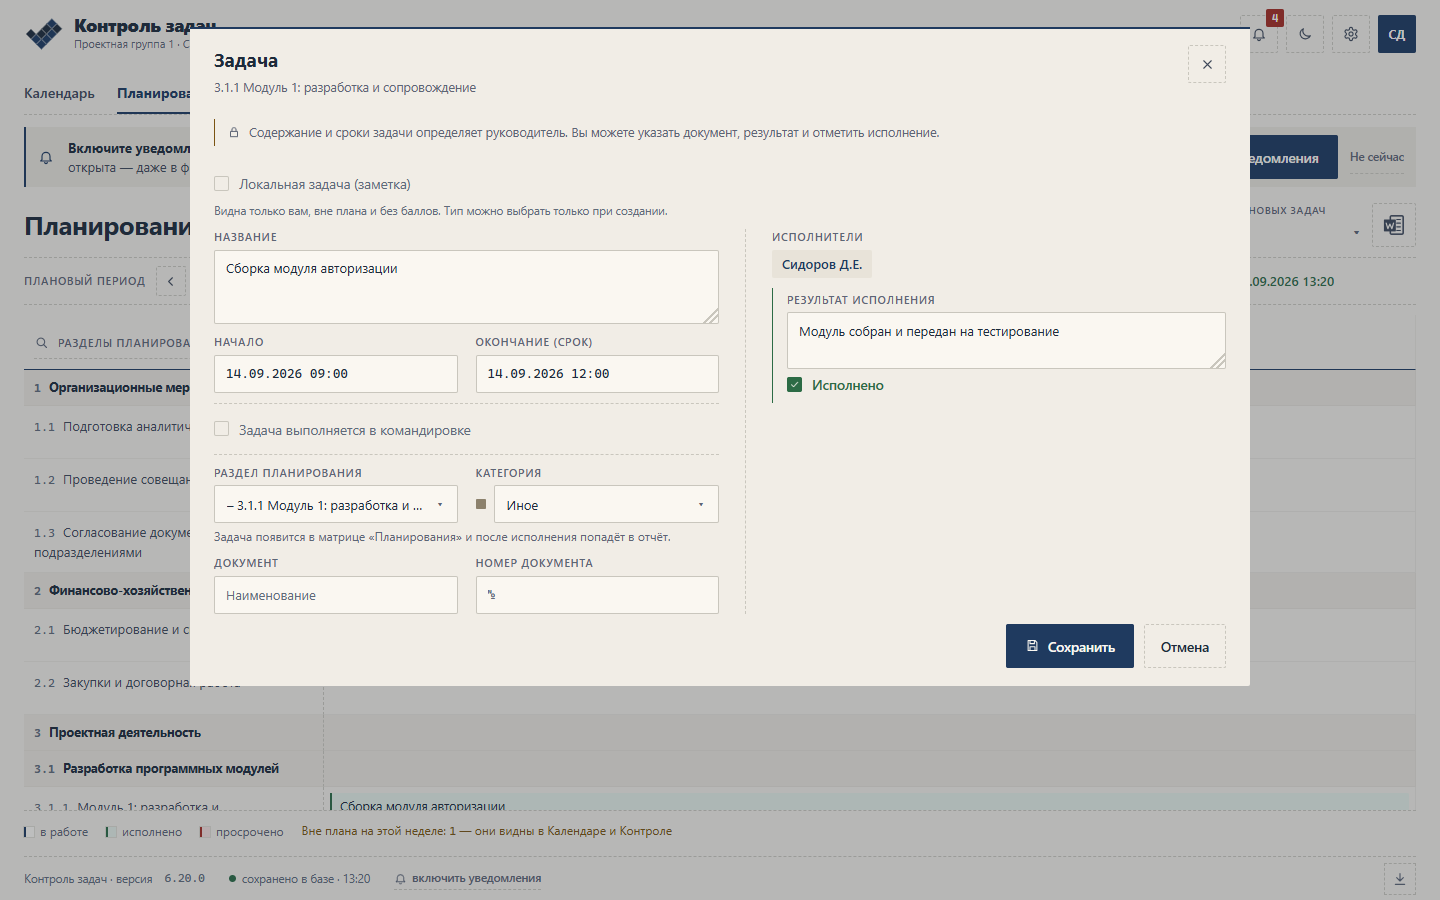 Контроль задач
Проектная группа 1 · С
4
СД
Календарь
Планирова
Включите уведомл
открыта — даже в ф
едомления
Не сейчас
Планировани
НОВЫХ ЗАДАЧ
ПЛАНОВЫЙ ПЕРИОД
.09.2026 13:20
РАЗДЕЛЫ ПЛАНИРОВА
1 Организационные мер
1.1 Подготовка аналитич
1.2 Проведение совещан
1.3 Согласование докуме
подразделениями
2 Финансово-хозяйствен
2.1 Бюджетирование и с
2.2 Закупки и договорная работа
3 Проектная деятельность
3.1 Разработка программных модулей
3.1.1 Модуль 1: разработка и
Сборка модуля авторизации
Задача
3.1.1 Модуль 1: разработка и сопровождение
Содержание и сроки задачи определяет руководитель. Вы можете указать документ, результат и отметить исполнение.
Локальная задача (заметка)
Видна только вам, вне плана и без баллов. Тип можно выбрать только при создании.
НАЗВАНИЕ
Сборка модуля авторизации
НАЧАЛО
ОКОНЧАНИЕ (СРОК)
14.09.2026 09:00
14.09.2026 12:00
Задача выполняется в командировке
РАЗДЕЛ ПЛАНИРОВАНИЯ
КАТЕГОРИЯ
– 3.1.1 Модуль 1: разработка и ...
Иное
Задача появится в матрице «Планирования» и после исполнения попадёт в отчёт.
ДОКУМЕНТ
НОМЕР ДОКУМЕНТА
Наименование
№
ИСПОЛНИТЕЛИ
Сидоров Д.Е.
РЕЗУЛЬТАТ ИСПОЛНЕНИЯ
Модуль собран и передан на тестирование
Исполнено
Сохранить
Отмена
в работе
исполнено
просрочено
Вне плана на этой неделе: 1 — они видны в Календаре и Контроле
Контроль задач · версия 6.20.0
сохранено в базе · 13:20
включить уведомления